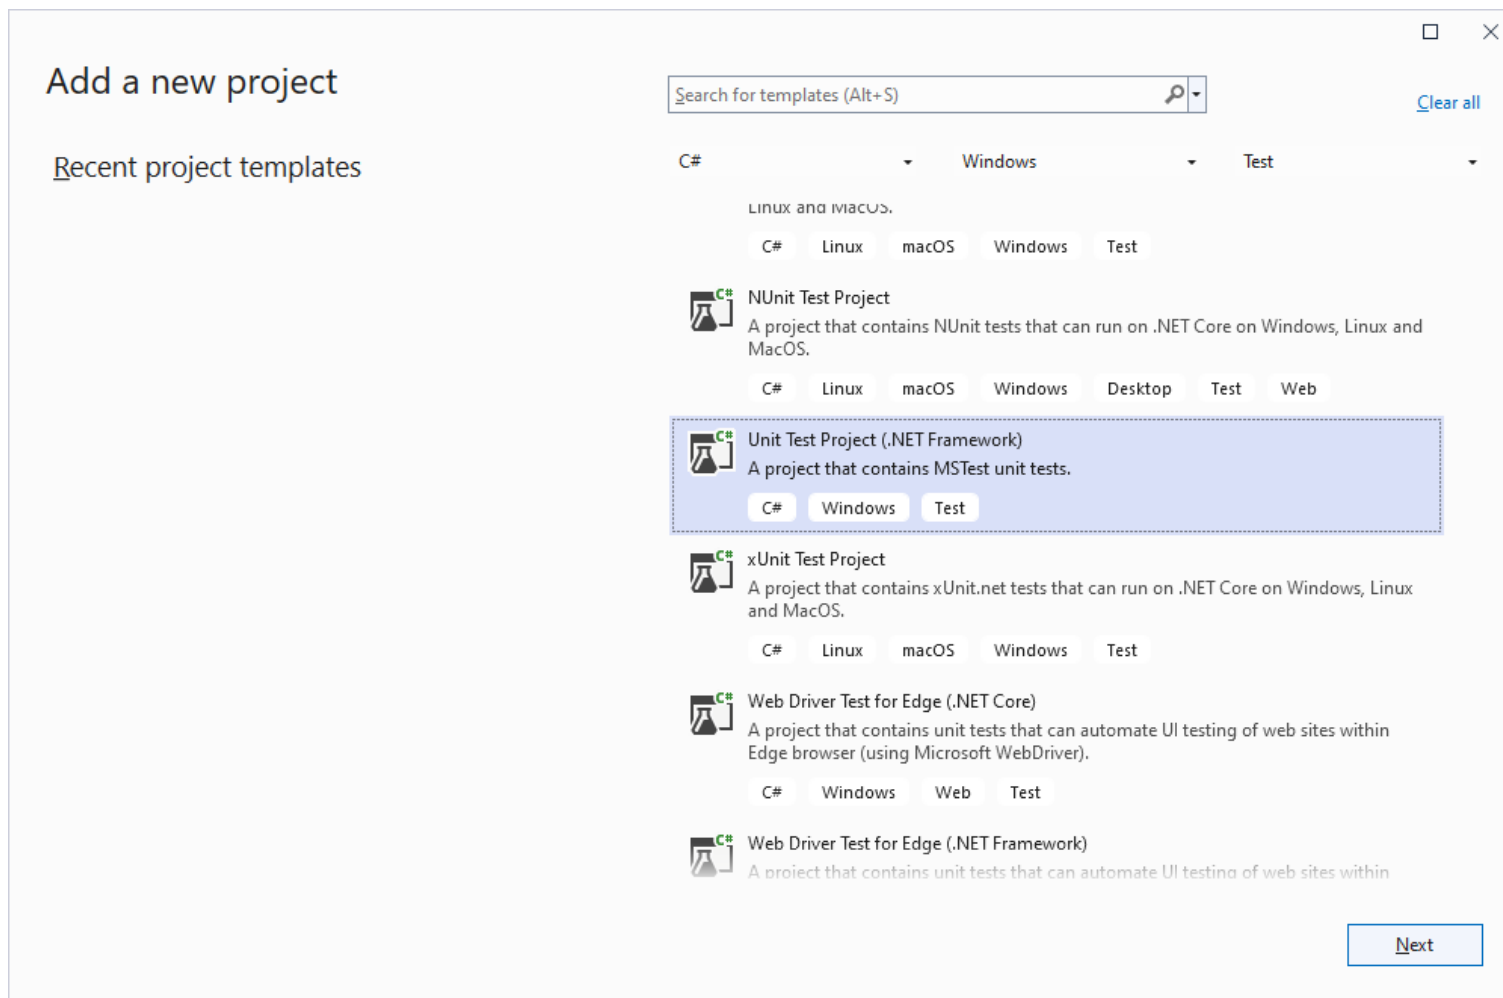 Add a new project
Search for templates (Alt+S)
Clear all
Recent project templates
C# Windows Test
Linux and MacOS.
C# Linux macOS Windows Test
C#
NUnit Test Project
A project that contains NUnit tests that can run on .NET Core on Windows, Linux and
MacOS.
C# Linux macOS Windows Desktop Test Web
C#
Unit Test Project (.NET Framework)
A project that contains MSTest unit tests.
C# Windows Test
C#
xUnit Test Project
A project that contains xUnit.net tests that can run on .NET Core on Windows, Linux
and MacOS.
C# Linux macOS Windows Test
C#
Web Driver Test for Edge (.NET Core)
A project that contains unit tests that can automate UI testing of web sites within
Edge browser (using Microsoft WebDriver).
C# Windows Web Test
C#
Web Driver Test for Edge (.NET Framework)
A project that contains unit tests that can automate UI testing of web sites within
Next